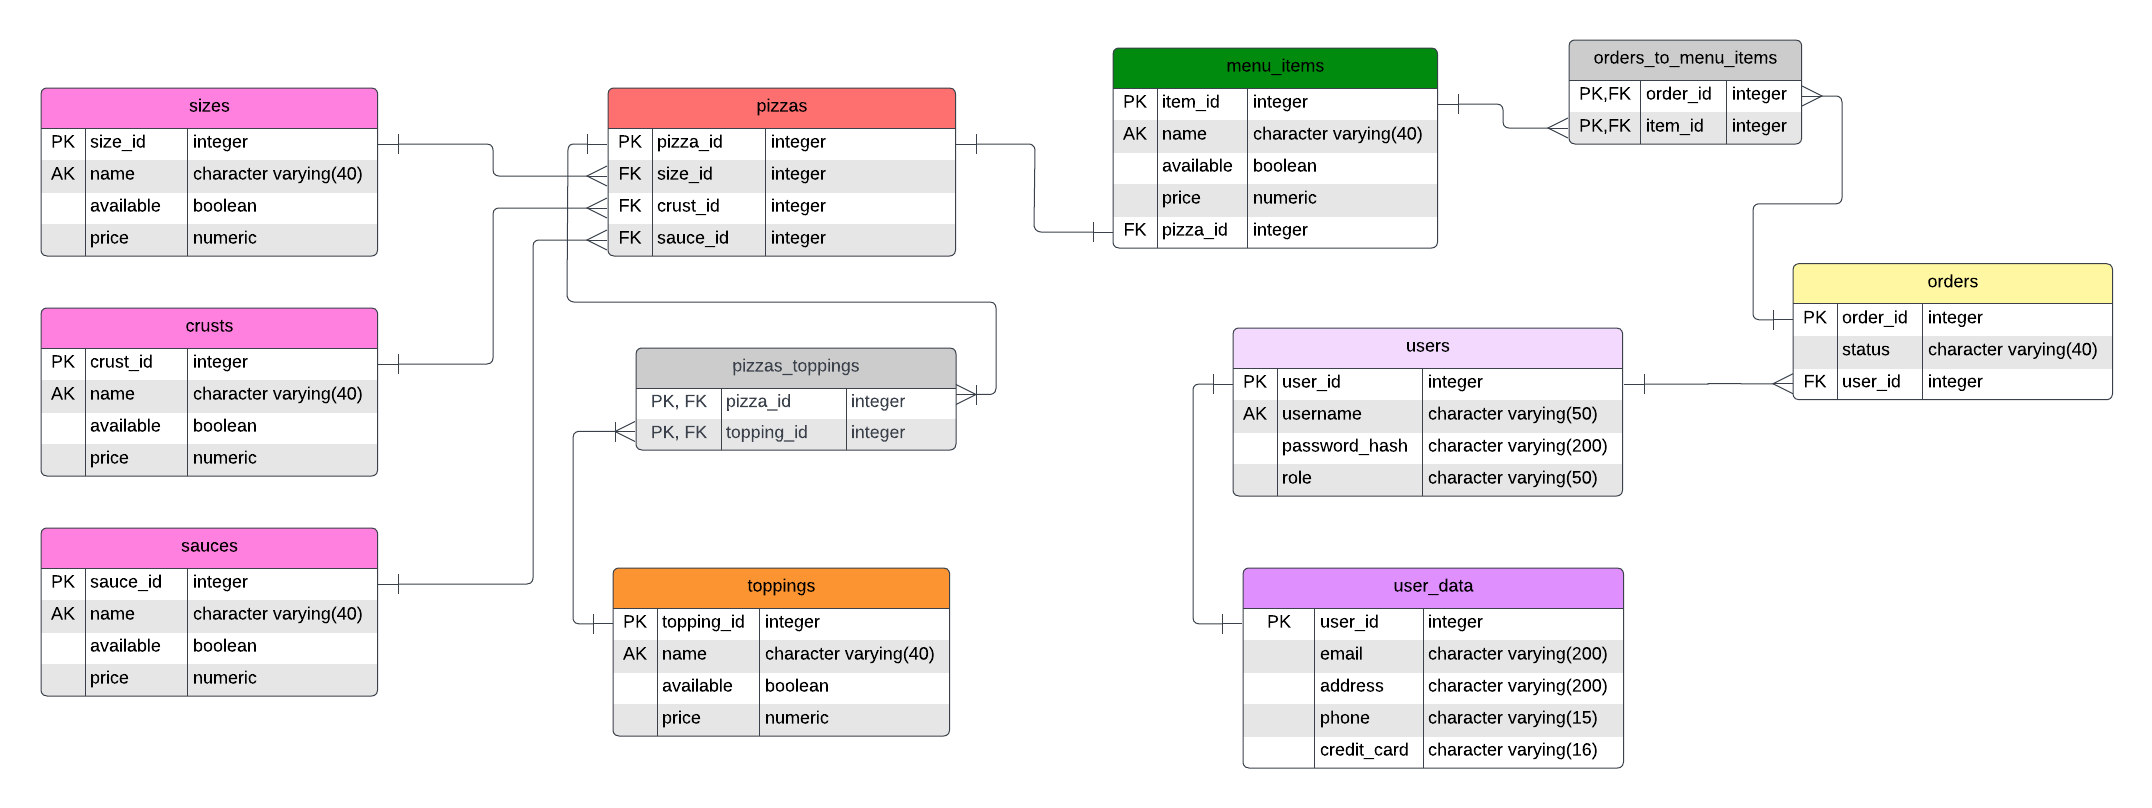 sizes
PK size_id integer
AK name character varying(40)
available boolean
price numeric
crusts
PK crust_id integer
AK name character varying(40)
available boolean
price numeric
sauces
PK sauce_id integer
AK name character varying(40)
available boolean
price numeric
pizzas
PK pizza_id integer
FK size_id integer
FK crust_id integer
FK sauce_id integer
pizzas_toppings
PK, FK pizza_id integer
PK, FK topping_id integer
toppings
PK topping_id integer
AK name character varying(40)
available boolean
price numeric
menu_items
PK item_id integer
AK name character varying(40)
available boolean
price numeric
FK pizza_id integer
orders_to_menu_items
PK,FK order_id integer
PK,FK item_id integer
orders
PK order_id integer
status character varying(40)
FK user_id integer
users
PK user_id integer
AK username character varying(50)
password_hash character varying(200)
role character varying(50)
user_data
PK user_id integer
email character varying(200)
address character varying(200)
phone character varying(15)
credit_card character varying(16)